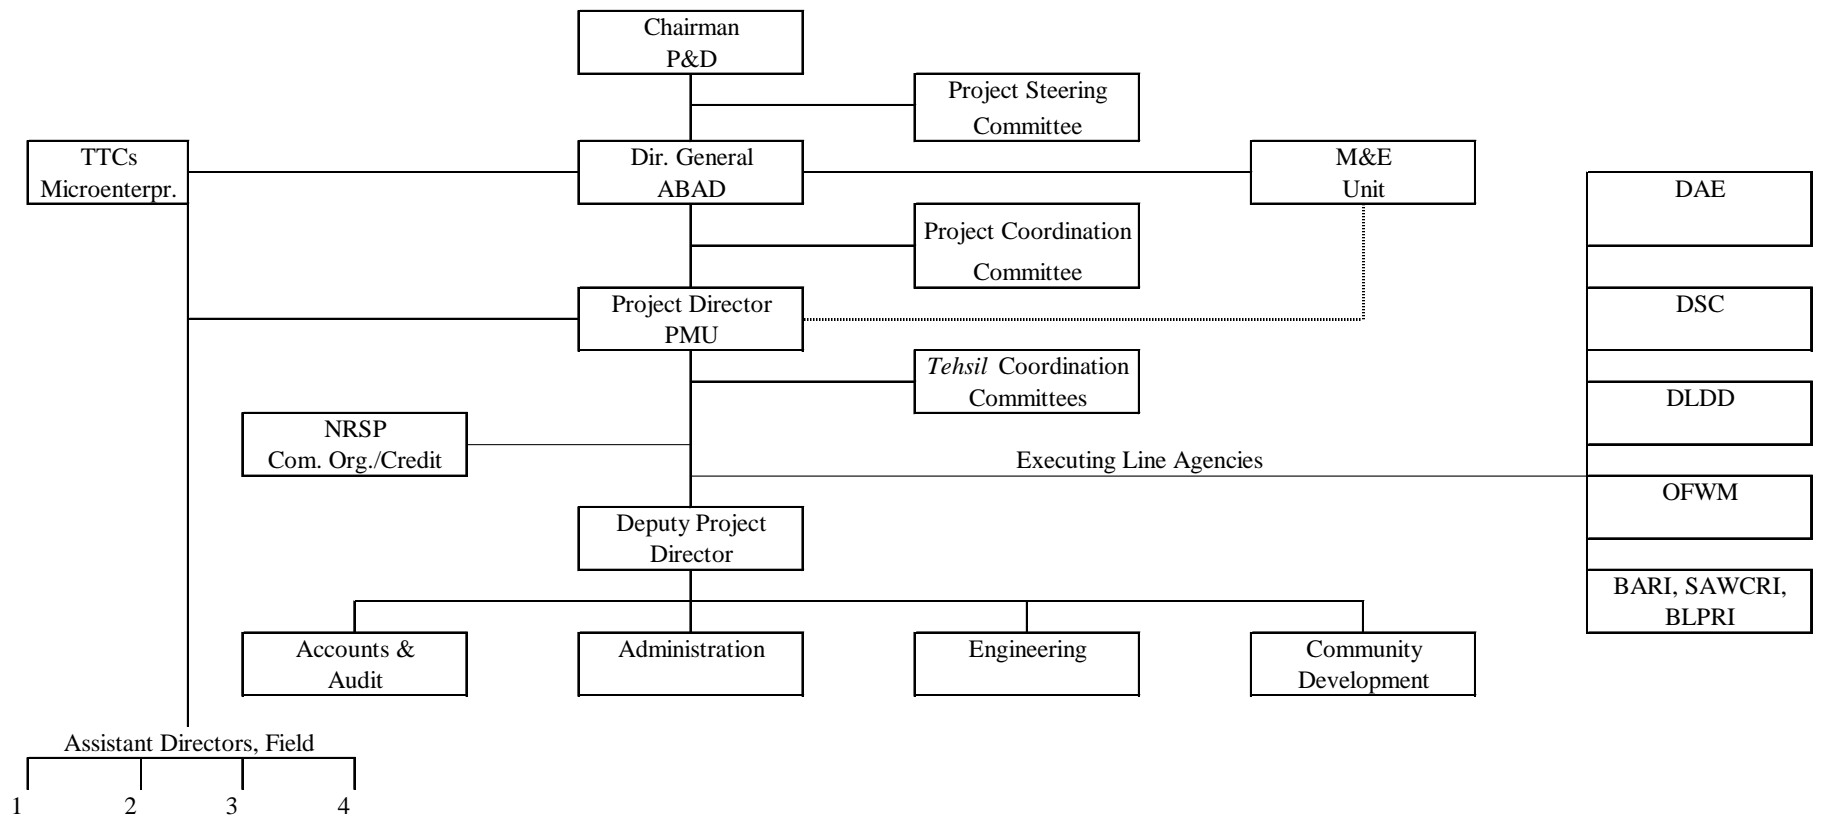 Chairman
P&D
Project Steering
Committee
TTCs
Microenterpr.
Dir. General
ABAD
M&E
Unit
DAE
Project Coordination
Committee
Project Director
PMU
DSC
Tehsil Coordination
Committees
DLDD
NRSP
Com. Org./Credit
Executing Line Agencies
OFWM
Deputy Project
Director
BARI, SAWCRI,
BLPRI
Accounts &
Audit
Administration
Engineering
Community
Development
Assistant Directors, Field
1 2 3 4